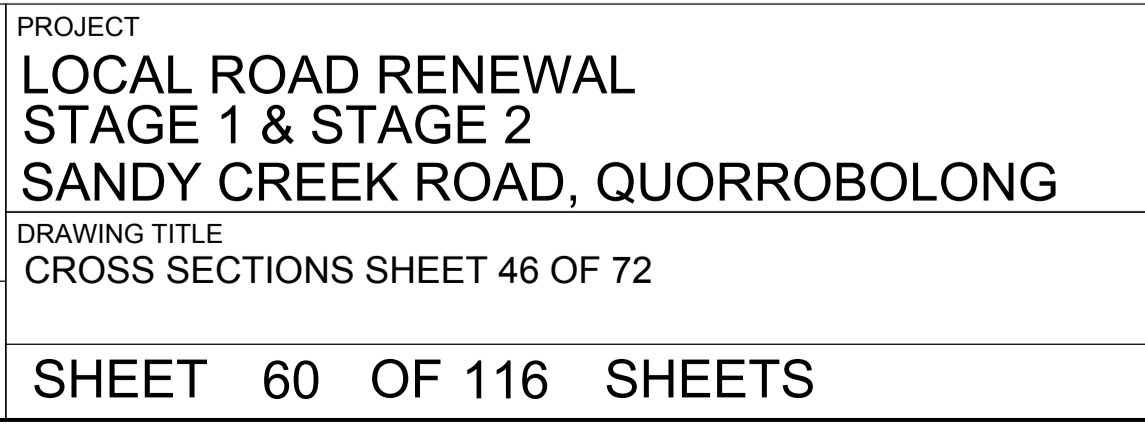 PROJECT
LOCAL ROAD RENEWAL
STAGE 1 & STAGE 2
SANDY CREEK ROAD, QUORROBOLONG
DRAWING TITLE
CROSS SECTIONS SHEET 46 OF 72
SHEET 60 OF 116 SHEETS